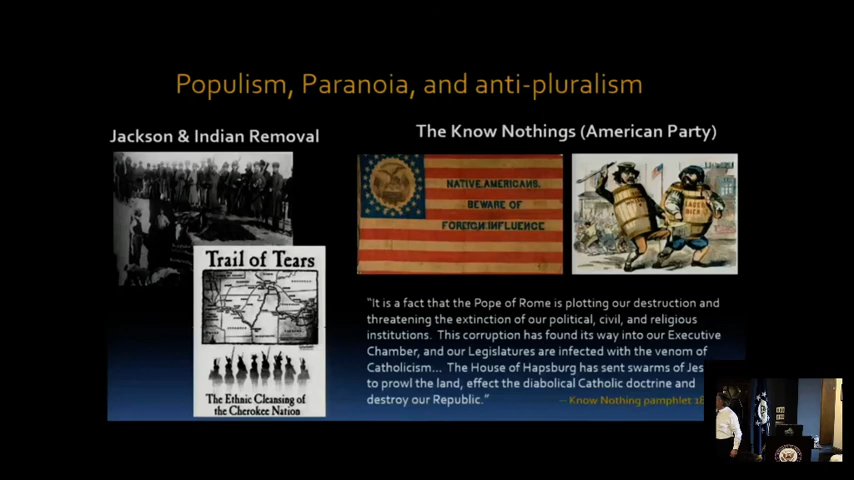 Populism, Paranoia, and anti-pluralism
Jackson & Indian Removal
Trail of Tears
The Ethnic Cleansing of
the Cherokee Nation
The Know Nothings (American Party)
NATIVE AMERICANS.
BEWARE OF
FOREIGN INFLUENCE
LAGER
BIER
“It is a fact that the Pope of Rome is plotting our destruction and
threatening the extinction of our political, civil, and religious
institutions. This corruption has found its way into our Executive
Chamber, and our Legislatures are infected with the venom of
Catholicism... The House of Hapsburg has sent swarms of
to prowl the land, effect the diabolical Catholic doctrine and
destroy our Republic.”
-- Know Nothing pamphlet